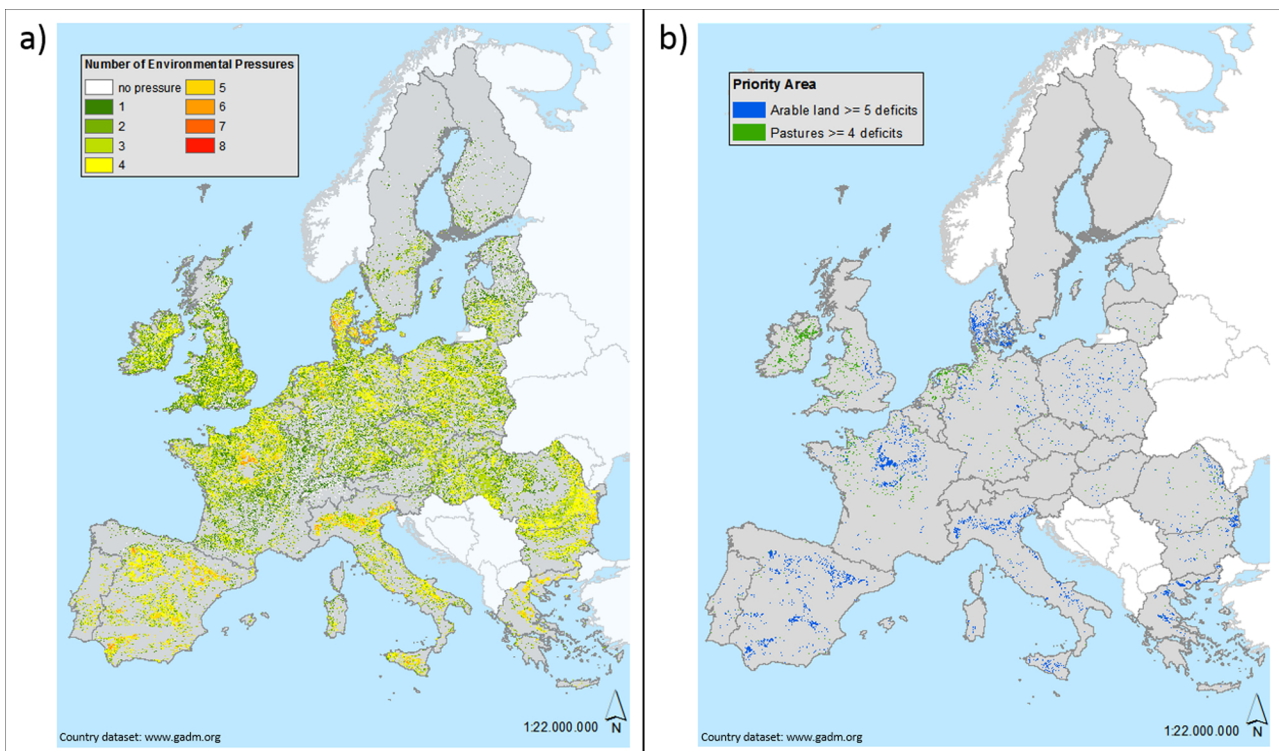 a)
Number of Environmental Pressures
no pressure
1
2
3
4
5
6
7
8
1:22.000.000
N
Country dataset: www.gadm.org
b)
Priority Area
Arable land >= 5 deficits
Pastures >= 4 deficits
1:22.000.000
N
Country dataset: www.gadm.org